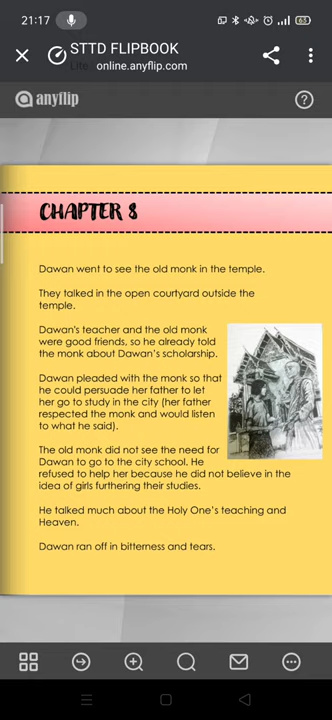 21:17
63
STTD FLIPBOOK
online.anyflip.com
anyflip
CHAPTER 8
Dawan went to see the old monk in the temple.
They talked in the open courtyard outside the
temple.
Dawan's teacher and the old monk
were good friends, so he already told
the monk about Dawan's scholarship.
Dawan pleaded with the monk so that
he could persuade her father to let
her go to study in the city (her father
respected the monk and would listen
to what he said).
The old monk did not see the need for
Dawan to go to the city school. He
refused to help her because he did not believe in the
idea of girls furthering their studies.
He talked much about the Holy One's teaching and
Heaven.
Dawan ran off in bitterness and tears.